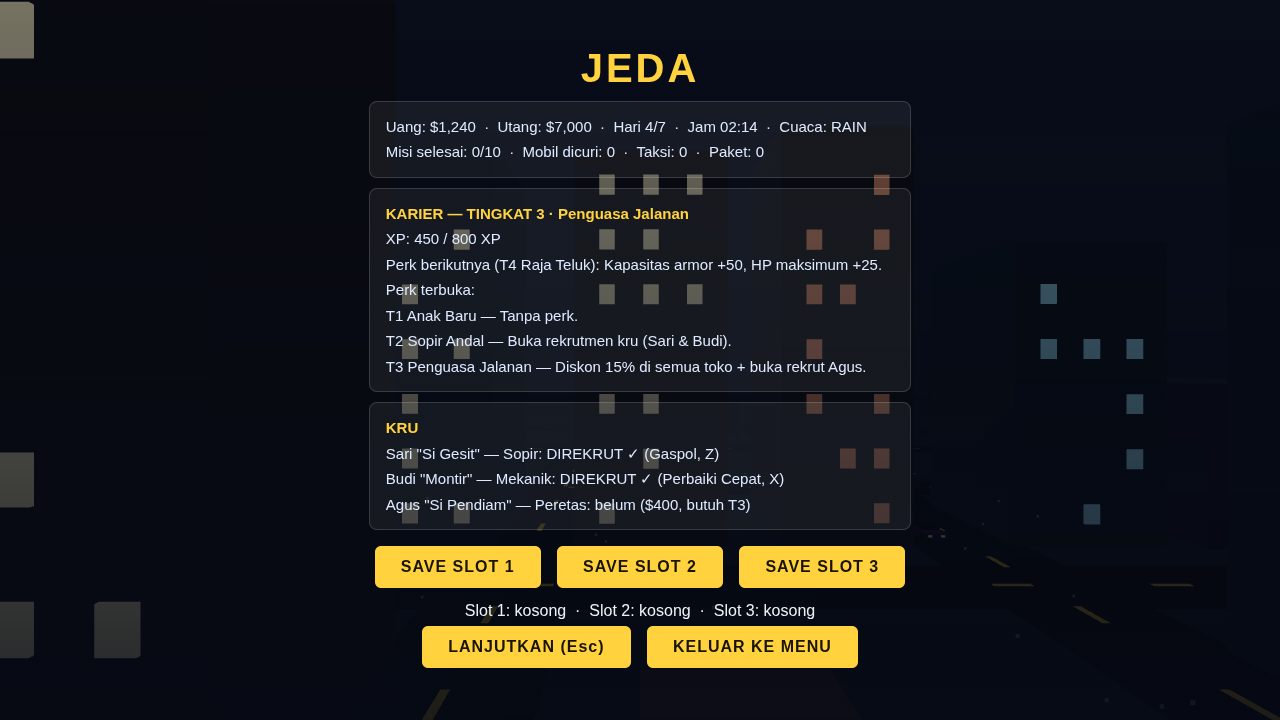 JEDA
Uang: $1,240 · Utang: $7,000 · Hari 4/7 · Jam 02:14 · Cuaca: RAIN
Misi selesai: 0/10 · Mobil dicuri: 0 · Taksi: 0 · Paket: 0
KARIER — TINGKAT 3 · Penguasa Jalanan
XP: 450 / 800 XP
Perk berikutnya (T4 Raja Teluk): Kapasitas armor +50, HP maksimum +25.
Perk terbuka:
T1 Anak Baru — Tanpa perk.
T2 Sopir Andal — Buka rekrutmen kru (Sari & Budi).
T3 Penguasa Jalanan — Diskon 15% di semua toko + buka rekrut Agus.
KRU
Sari "Si Gesit" — Sopir: DIREKRUT ✓ (Gaspol, Z)
Budi "Montir" — Mekanik: DIREKRUT ✓ (Perbaiki Cepat, X)
Agus "Si Pendiam" — Peretas: belum ($400, butuh T3)
SAVE SLOT 1 SAVE SLOT 2 SAVE SLOT 3
Slot 1: kosong · Slot 2: kosong · Slot 3: kosong
LANJUTKAN (Esc) KELUAR KE MENU